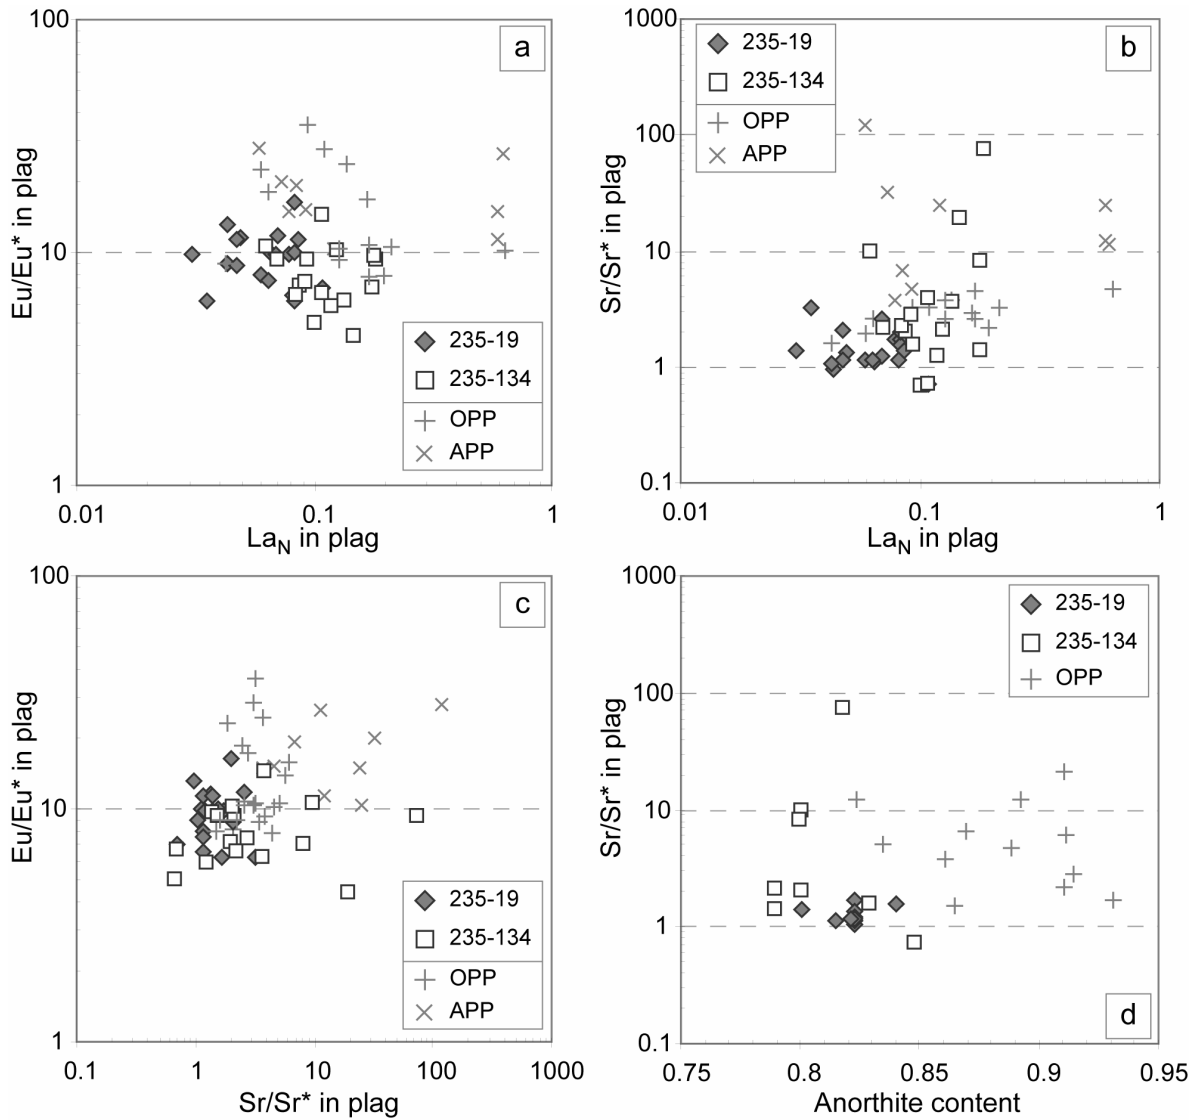 100
10
1
0.01
0.1
1
Eu/Eu* in plag
LaN in plag
a
235-19
235-134
OPP
APP
1000
100
10
1
0.1
0.01
0.1
1
Sr/Sr* in plag
LaN in plag
b
235-19
235-134
OPP
APP
100
10
1
0.1
1
10
100
1000
Eu/Eu* in plag
Sr/Sr* in plag
c
235-19
235-134
OPP
APP
1000
100
10
1
0.1
0.75
0.8
0.85
0.9
0.95
Sr/Sr* in plag
Anorthite content
d
235-19
235-134
OPP